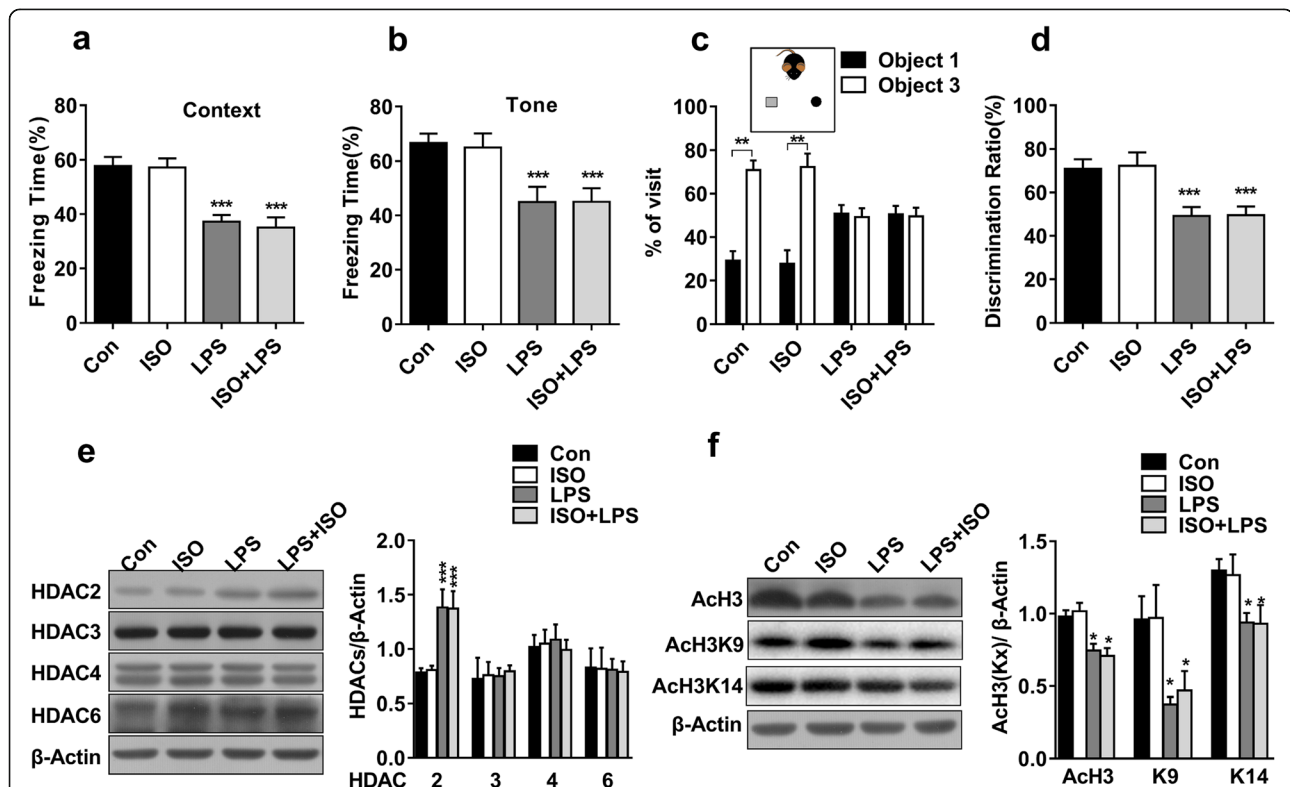 a
Context
Freezing Time(%)
80
60
40
20
0
***
***
Con
ISO
LPS
ISO+LPS
b
Tone
Freezing Time(%)
80
60
40
20
0
***
***
Con
ISO
LPS
ISO+LPS
c
Object 1
Object 3
% of visit
100
80
60
40
20
0
**
**
Con
ISO
LPS
ISO+LPS
d
Discrimination Ratio(%)
100
80
60
40
20
0
***
***
Con
ISO
LPS
ISO+LPS
e
Con
ISO
LPS
LPS+ISO
HDAC2
HDAC3
HDAC4
HDAC6
β-Actin
Con
ISO
LPS
ISO+LPS
HDACs/β-Actin
2.0
1.5
1.0
0.5
0.0
***
***
HDAC 2 3 4 6
f
Con
ISO
LPS
LPS+ISO
AcH3
AcH3K9
AcH3K14
β-Actin
Con
ISO
LPS
ISO+LPS
AcH3(Kx)/ β-Actin
1.5
1.0
0.5
0.0
* *
* *
* *
AcH3 K9 K14